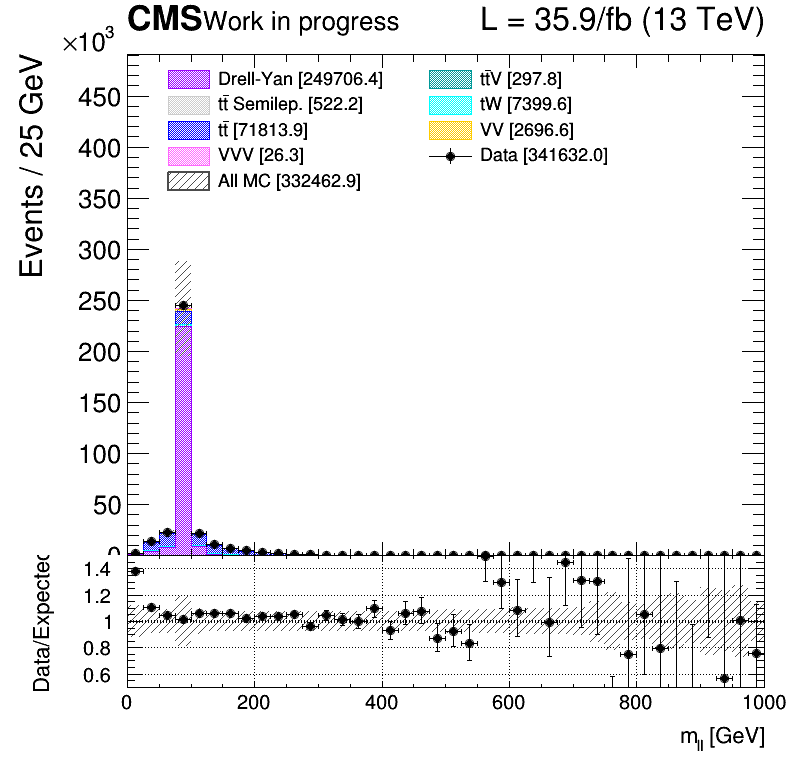 CMS Work in progress L = 35.9/fb (13 TeV)
×10³
Events / 25 GeV
450
400
350
300
250
200
150
100
50
0
Drell-Yan [249706.4]
tt̄ Semilep. [522.2]
tt̄ [71813.9]
VVV [26.3]
All MC [332462.9]
tt̄V [297.8]
tW [7399.6]
VV [2696.6]
Data [341632.0]
Data/Expected
1.4
1.2
1
0.8
0.6
0 200 400 600 800 1000
m_ll [GeV]